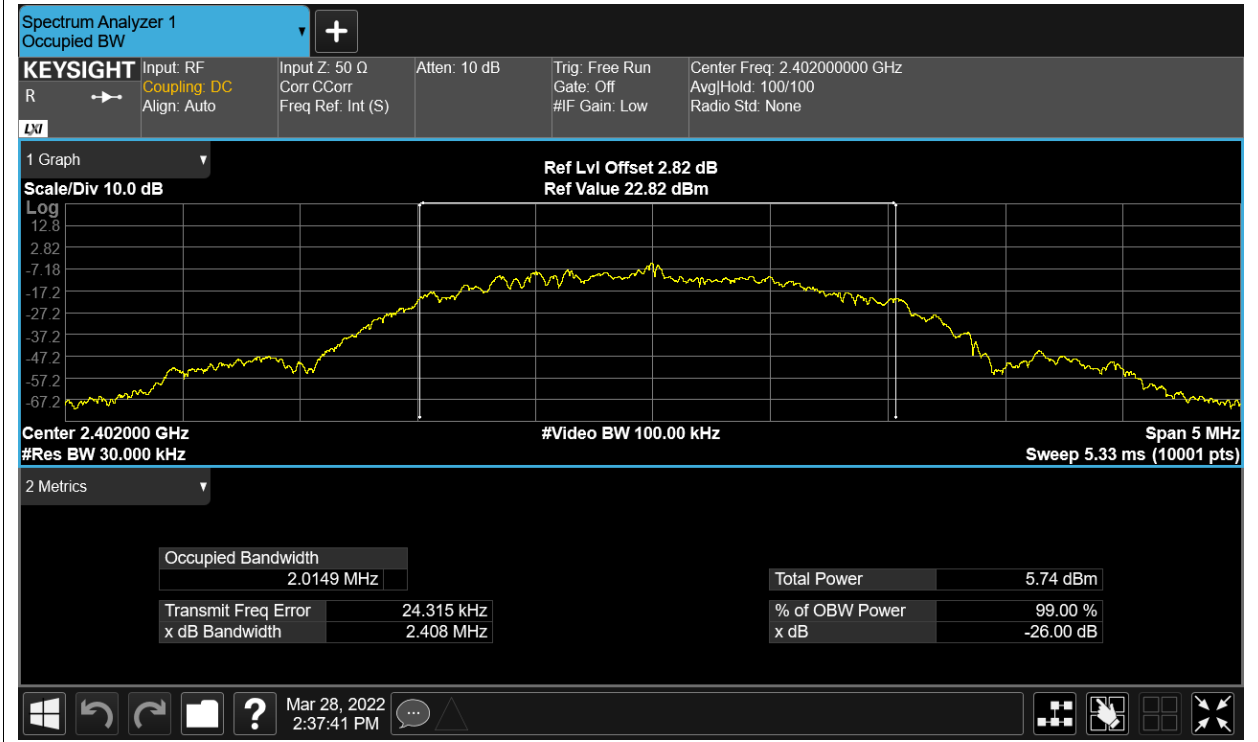 Spectrum Analyzer 1
Occupied BW
KEYSIGHT
R
LXI
Input: RF
Coupling: DC
Align: Auto
Input Z: 50 Ω
Corr CCorr
Freq Ref: Int (S)
Atten: 10 dB
Trig: Free Run
Gate: Off
#IF Gain: Low
Center Freq: 2.402000000 GHz
Avg|Hold: 100/100
Radio Std: None
1 Graph
Scale/Div 10.0 dB
Ref Lvl Offset 2.82 dB
Ref Value 22.82 dBm
Log
12.8
2.82
-7.18
-17.2
-27.2
-37.2
-47.2
-57.2
-67.2
Center 2.402000 GHz
#Res BW 30.000 kHz
#Video BW 100.00 kHz
Span 5 MHz
Sweep 5.33 ms (10001 pts)
2 Metrics
Occupied Bandwidth
2.0149 MHz
Total Power 5.74 dBm
Transmit Freq Error 24.315 kHz
% of OBW Power 99.00 %
x dB Bandwidth 2.408 MHz
x dB -26.00 dB
?
Mar 28, 2022
2:37:41 PM